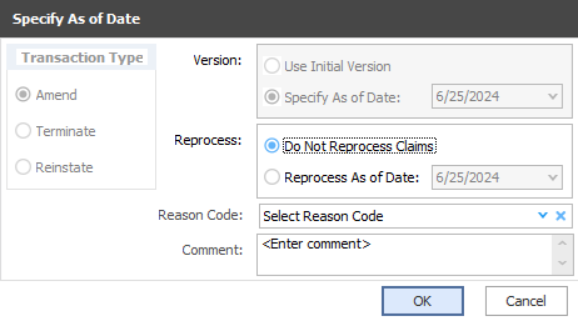 Specify As of Date
Transaction Type
Amend
Terminate
Reinstate
Version:
Use Initial Version
Specify As of Date: 6/25/2024
Reprocess:
Do Not Reprocess Claims
Reprocess As of Date: 6/25/2024
Reason Code: Select Reason Code
Comment: <Enter comment>
OK Cancel